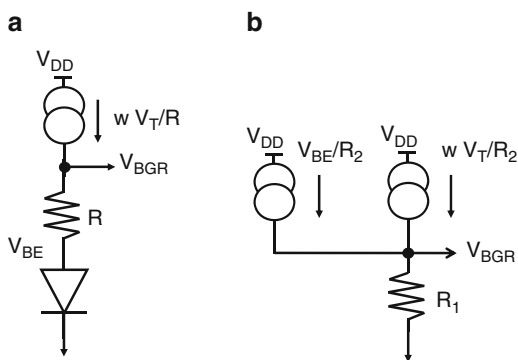 a
V_DD
w V_T/R
V_BGR
R
V_BE
b
V_DD V_BE/R_2
V_DD w V_T/R_2
V_BGR
R_1